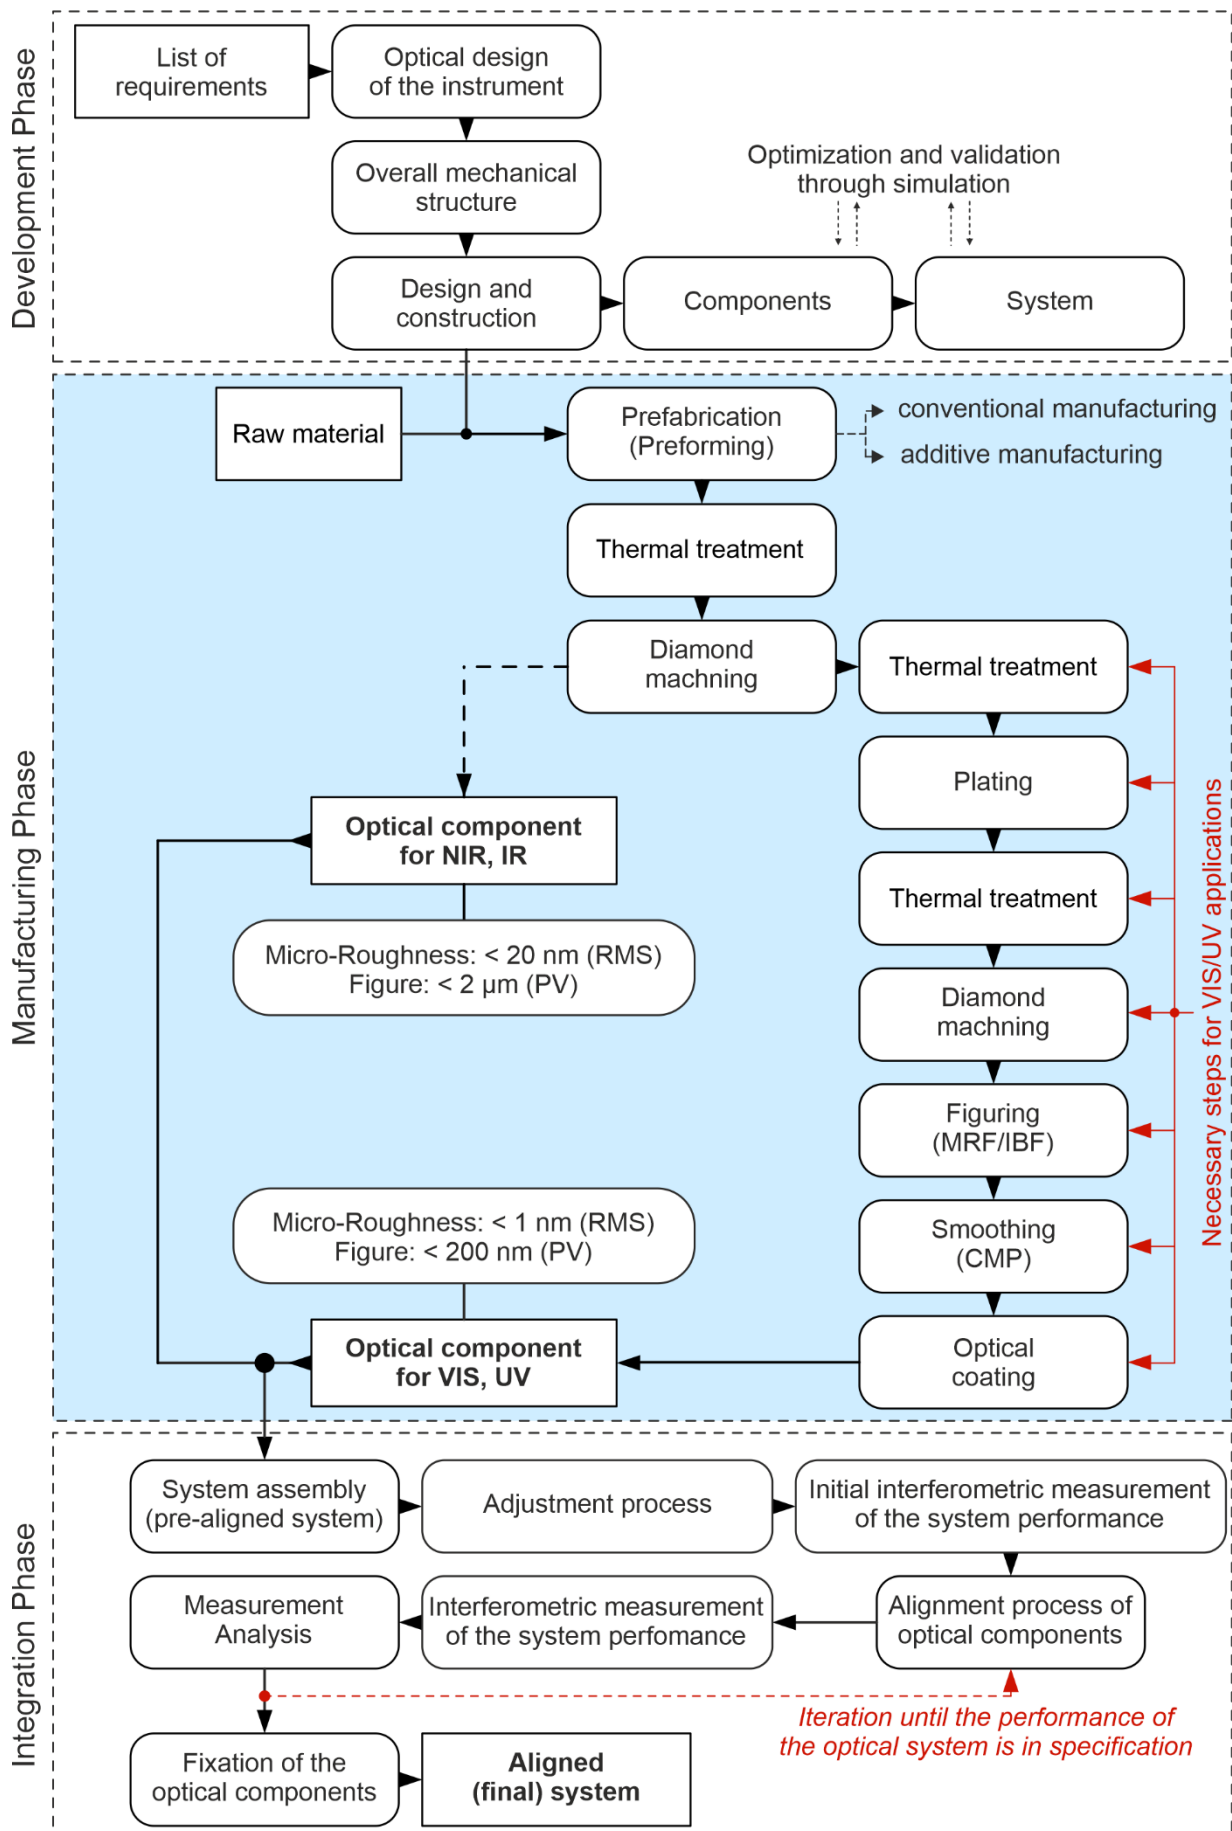 Development Phase
List of
requirements
Optical design
of the instrument
Overall mechanical
structure
Optimization and validation
through simulation
Design and
construction
Components
System
Manufacturing Phase
Raw material
Prefabrication
(Preforming)
conventional manufacturing
additive manufacturing
Thermal treatment
Diamond
machning
Thermal treatment
Plating
Optical component
for NIR, IR
Thermal treatment
Micro-Roughness: < 20 nm (RMS)
Figure: < 2 µm (PV)
Diamond
machning
Necessary steps for VIS/UV applications
Figuring
(MRF/IBF)
Micro-Roughness: < 1 nm (RMS)
Figure: < 200 nm (PV)
Smoothing
(CMP)
Optical component
for VIS, UV
Optical
coating
Integration Phase
System assembly
(pre-aligned system)
Adjustment process
Initial interferometric measurement
of the system performance
Measurement
Analysis
Interferometric measurement
of the system perfomance
Alignment process of
optical components
Iteration until the performance of
the optical system is in specification
Fixation of the
optical components
Aligned
(final) system